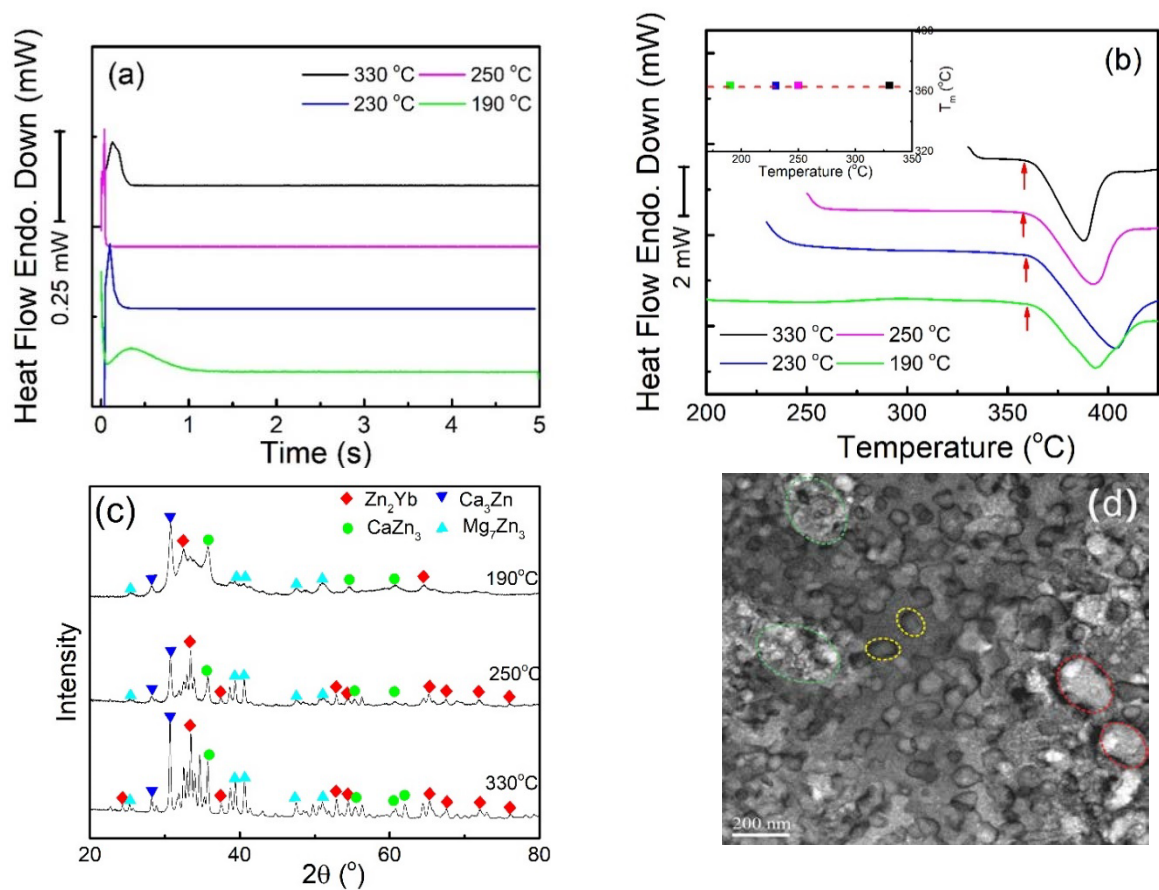 (a)
330 °C
250 °C
230 °C
190 °C
Heat Flow Endo. Down (mW)
0.25 mW
0
1
2
3
4
5
Time (s)
(b)
400
360
320
Tm (°C)
200
250
300
350
Temperature (°C)
Heat Flow Endo. Down (mW)
2 mW
330 °C
250 °C
230 °C
190 °C
200
250
300
350
400
Temperature (°C)
(c)
Zn2Yb
Ca3Zn
CaZn3
Mg7Zn3
190°C
250°C
330°C
Intensity
20
40
60
80
2θ (°)
(d)
200 nm